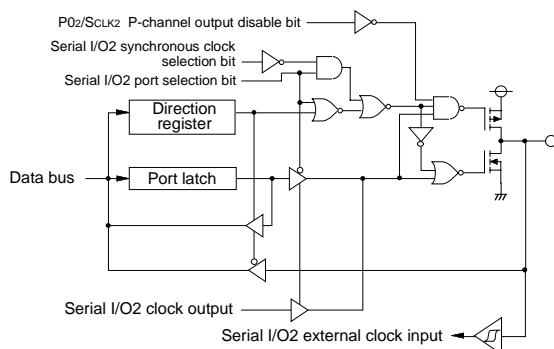 P02/SCLK2 P-channel output disable bit
Serial I/O2 synchronous clock
selection bit
Serial I/O2 port selection bit
Direction
register
Data bus
Port latch
Serial I/O2 clock output
Serial I/O2 external clock input